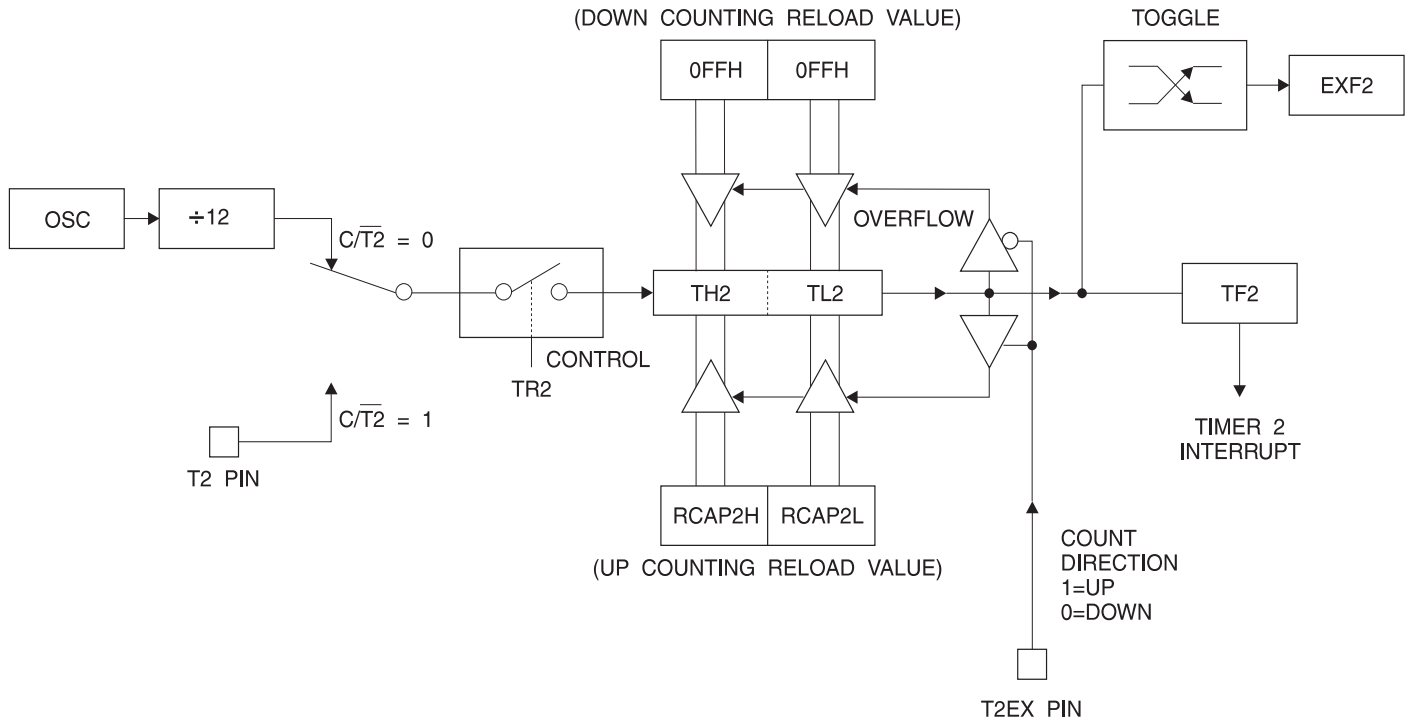 (DOWN COUNTING RELOAD VALUE)
TOGGLE
0FFH
0FFH
EXF2
OSC
÷12
C/T2̅ = 0
OVERFLOW
TH2
TL2
TF2
CONTROL
TR2
C/T2̅ = 1
T2 PIN
TIMER 2
INTERRUPT
RCAP2H
RCAP2L
(UP COUNTING RELOAD VALUE)
COUNT
DIRECTION
1=UP
0=DOWN
T2EX PIN